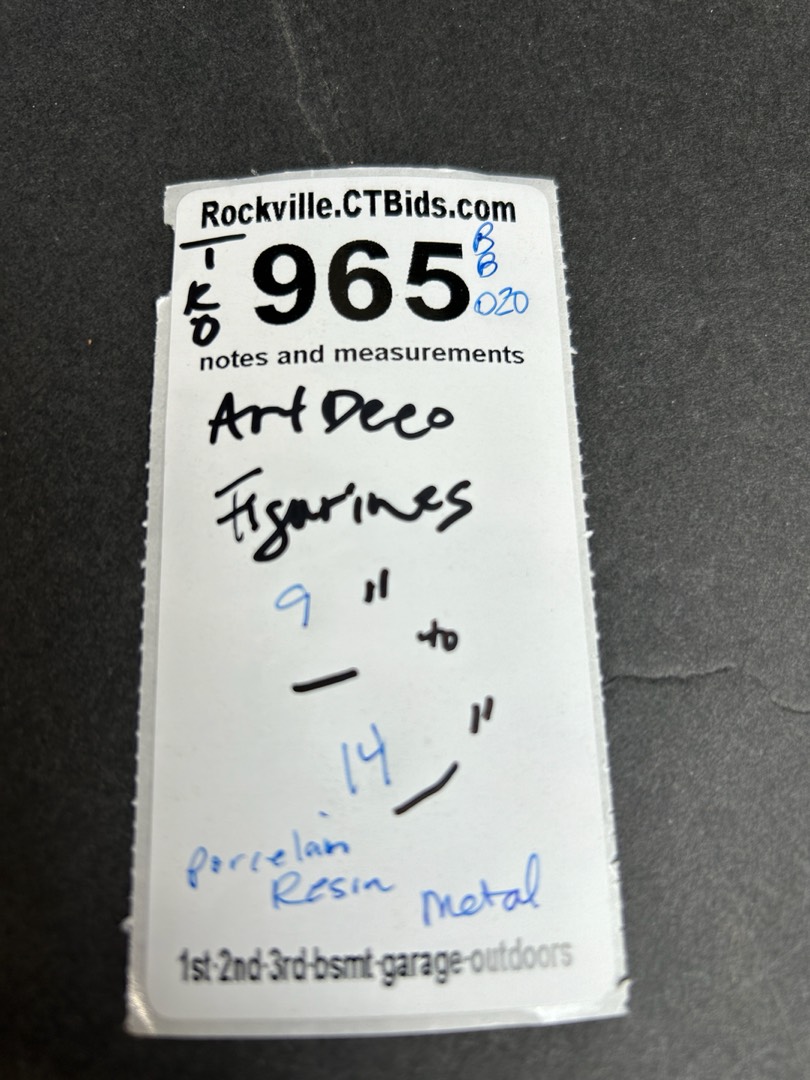 Rockville.CTBids.com
965
B
B
020
notes and measurements
Art Deco
Figurines
9 "
to
14 "
Porcelain
Resin
Metal
1st-2nd-3rd-bsmt-garage-outdoors